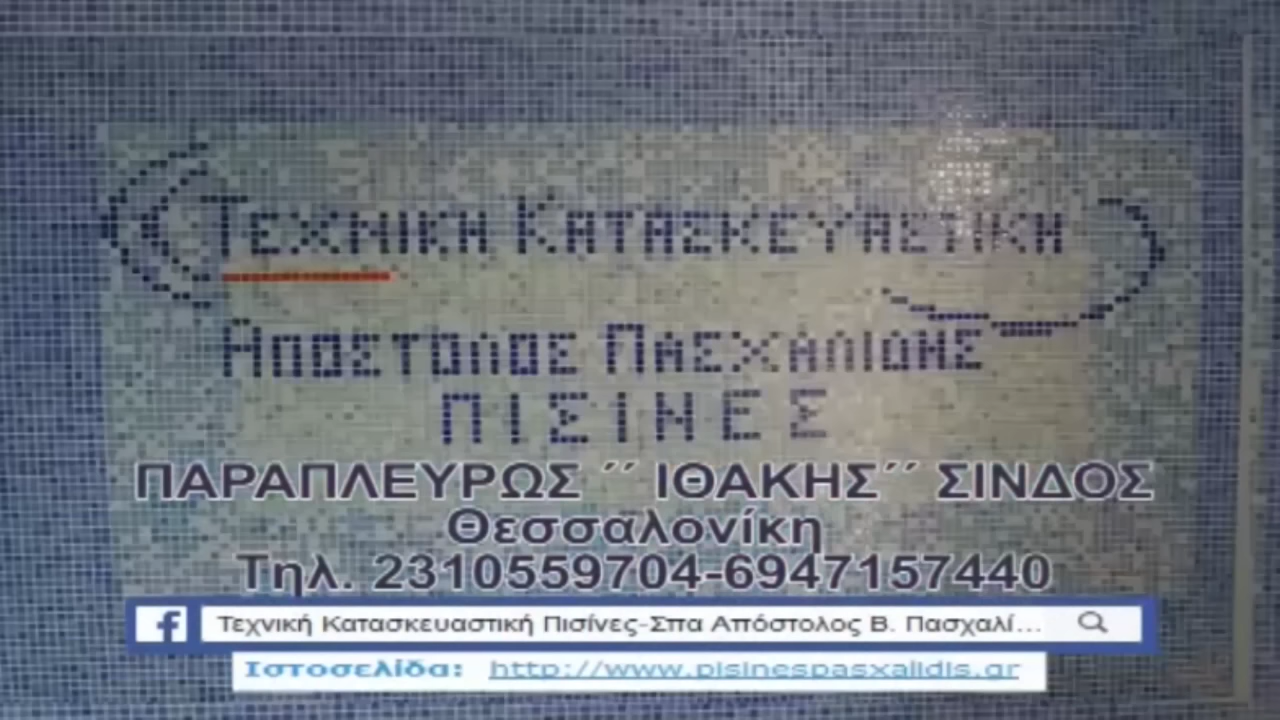 Τεχνικη Κατασκευαστικη
Αποστολος Πασχαλιδης
ΠΙΣΙΝΕΣ
ΠΑΡΑΠΛΕΥΡΩΣ ´´ ΙΘΑΚΗΣ´´ ΣΙΝΔΟΣ
Θεσσαλονίκη
Τηλ. 2310559704-6947157440
f Τεχνική Κατασκευαστική Πισίνες-Σπα Απόστολος Β. Πασχαλί...
Ιστοσελίδα: http://www.pisinespasxalidis.gr